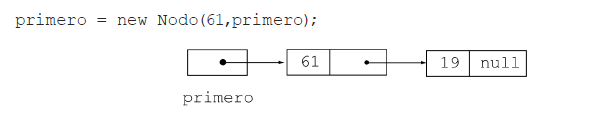 primero = new Nodo(61,primero);
61 19 null
primero